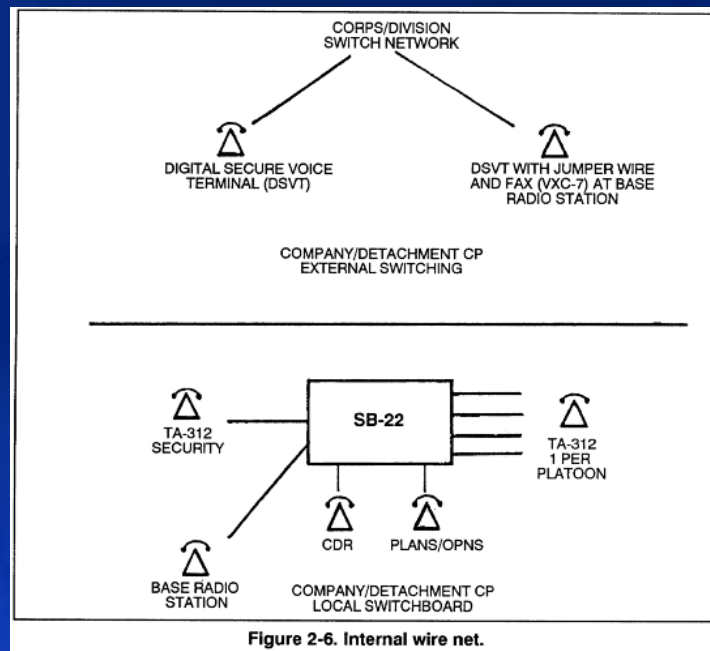 CORPS/DIVISION
SWITCH NETWORK
DIGITAL SECURE VOICE
TERMINAL (DSVT)
DSVT WITH JUMPER WIRE
AND FAX (VXC-7) AT BASE
RADIO STATION
COMPANY/DETACHMENT CP
EXTERNAL SWITCHING
SB-22
TA-312
SECURITY
TA-312
1 PER
PLATOON
CDR
PLANS/OPNS
BASE RADIO
STATION
COMPANY/DETACHMENT CP
LOCAL SWITCHBOARD
Figure 2-6. Internal wire net.